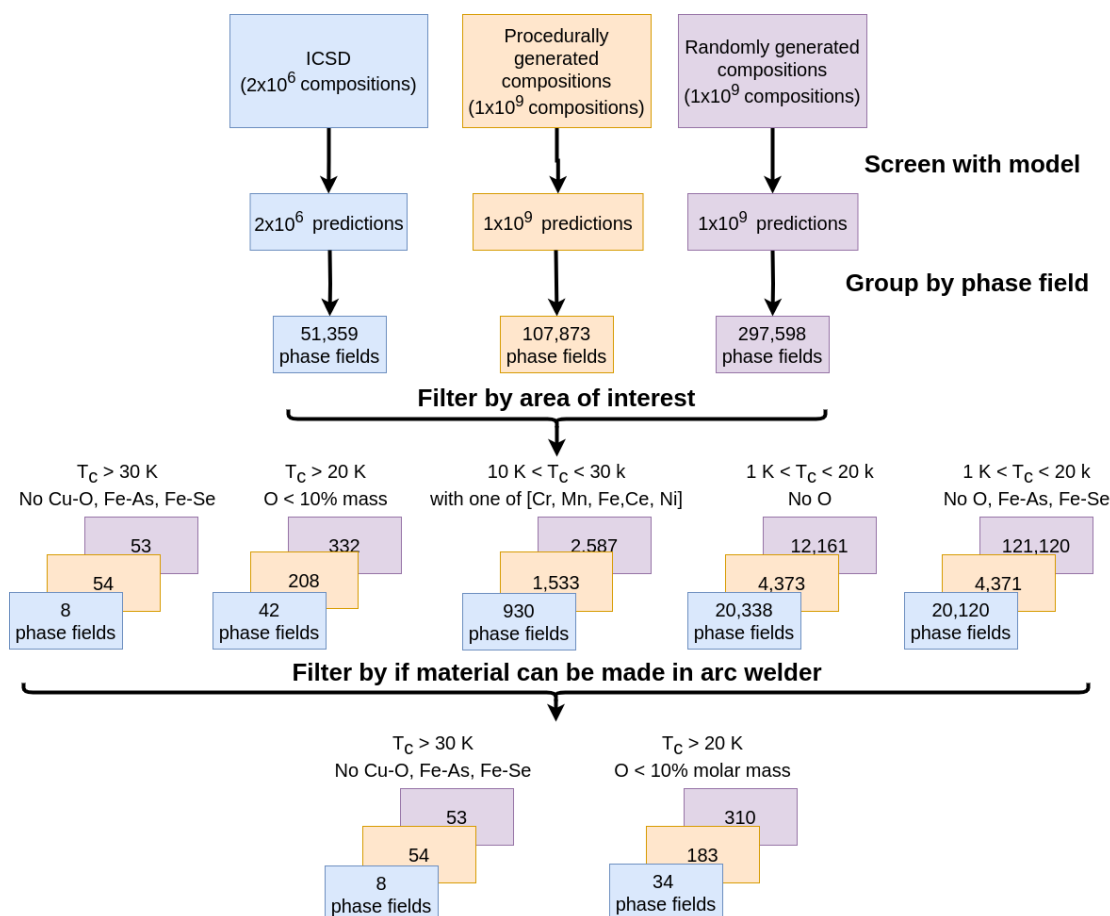 ICSD
(2x10^6 compositions)
Procedurally
generated
compositions
(1x10^9 compositions)
Randomly generated
compositions
(1x10^9 compositions)
Screen with model
2x10^6 predictions
1x10^9 predictions
1x10^9 predictions
Group by phase field
51,359
phase fields
107,873
phase fields
297,598
phase fields
Filter by area of interest
Tc > 30 K
No Cu-O, Fe-As, Fe-Se
53
54
8
phase fields
Tc > 20 K
O < 10% mass
332
208
42
phase fields
10 K < Tc < 30 k
with one of [Cr, Mn, Fe,Ce, Ni]
2,587
1,533
930
phase fields
1 K < Tc < 20 k
No O
12,161
4,373
20,338
phase fields
1 K < Tc < 20 k
No O, Fe-As, Fe-Se
121,120
4,371
20,120
phase fields
Filter by if material can be made in arc welder
Tc > 30 K
No Cu-O, Fe-As, Fe-Se
53
54
8
phase fields
Tc > 20 K
O < 10% molar mass
310
183
34
phase fields